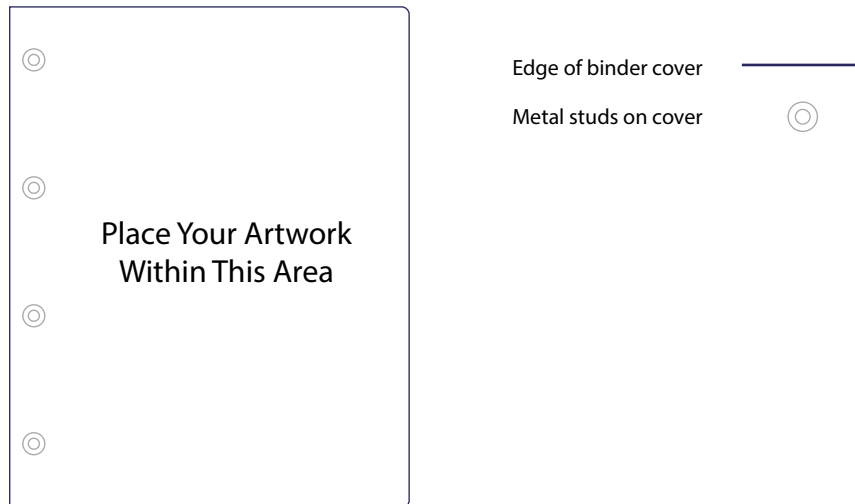 Edge of binder cover
Metal studs on cover
Place Your Artwork
Within This Area